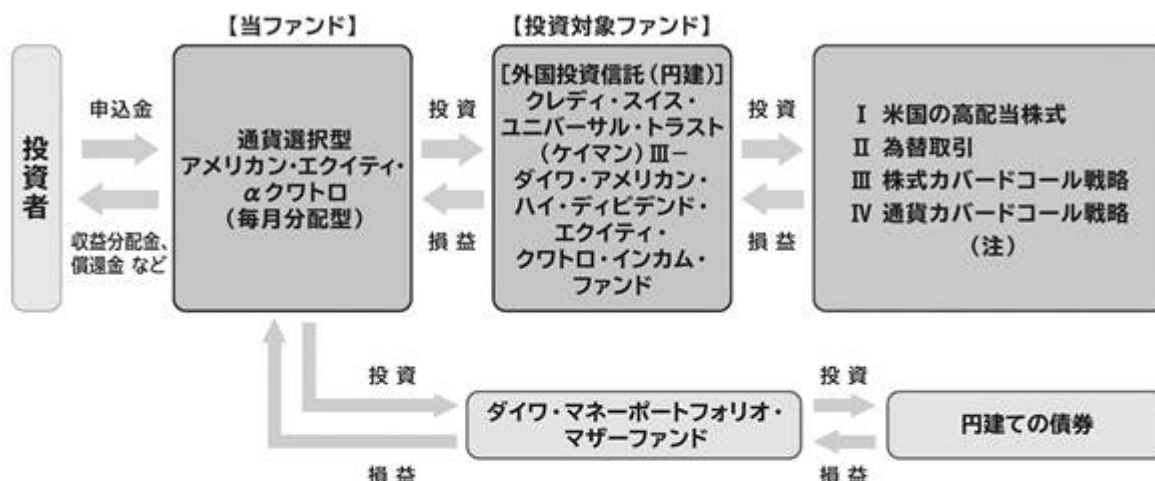 【当ファンド】
【投資対象ファンド】
投資者
申込金
収益分配金、
償還金 など
通貨選択型
アメリカン・エクイティ・
αクワトロ
(毎月分配型)
投資
損益
[外国投資信託(円建)]
クレディ・スイス・
ユニバーサル・トラスト
(ケイマン)Ⅲ－
ダイワ・アメリカン・
ハイ・ディビデンド・
エクイティ・
クワトロ・インカム・
ファンド
投資
損益
Ⅰ 米国の高配当株式
Ⅱ 為替取引
Ⅲ 株式カバードコール戦略
Ⅳ 通貨カバードコール戦略
(注)
投資
損益
ダイワ・マネーポートフォリオ・
マザーファンド
投資
損益
円建ての債券